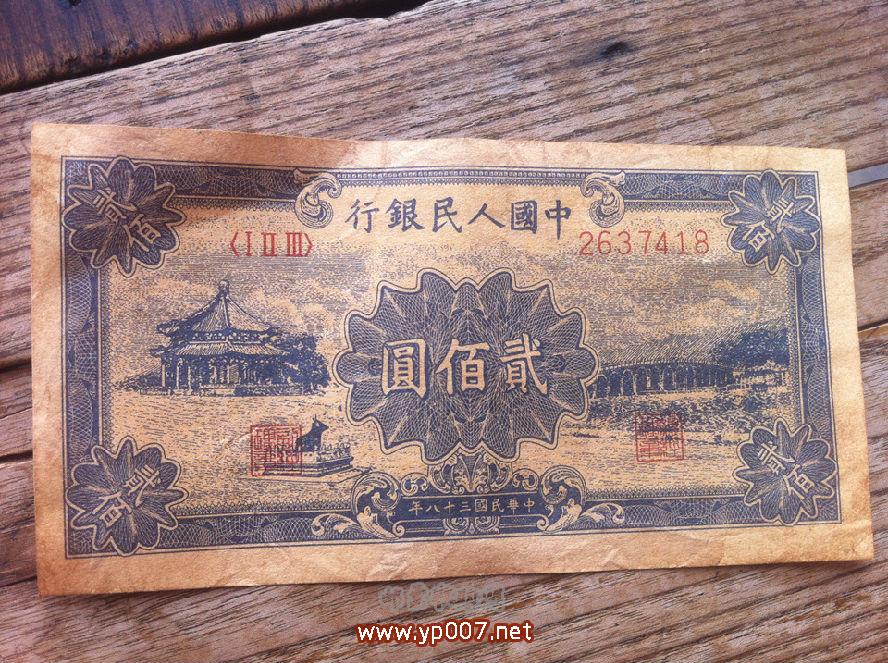 行銀民人國中
〈I II III〉
2637418
貳佰
貳佰
圓佰貳
貳佰
貳佰
年八十三國民華中
www.yp007.net